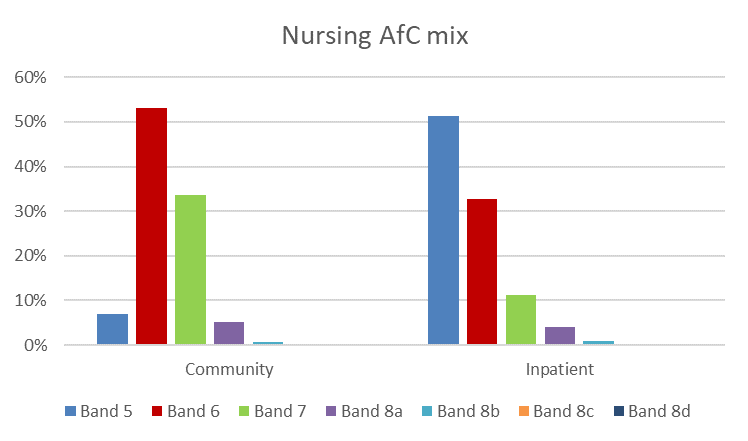 Nursing AfC mix
60%
50%
40%
30%
20%
10%
0%
Community Inpatient
Band 5 Band 6 Band 7 Band 8a Band 8b Band 8c Band 8d